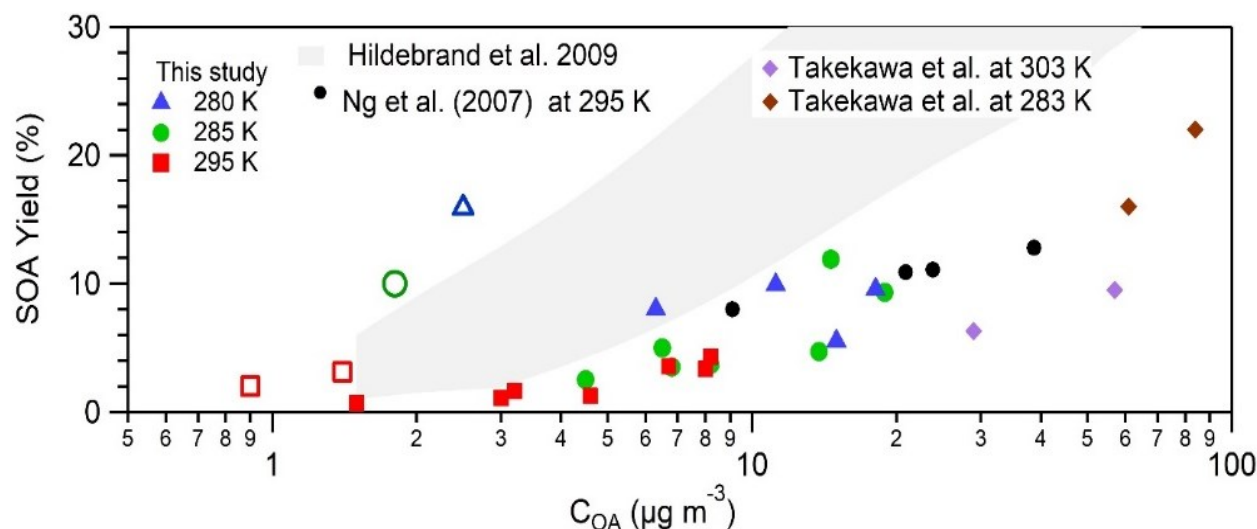 30
20
10
0
SOA Yield (%)
This study
280 K
285 K
295 K
Hildebrand et al. 2009
Ng et al. (2007) at 295 K
Takekawa et al. at 303 K
Takekawa et al. at 283 K
5 6 7 8 9 2 3 4 5 6 7 8 9 2 3 4 5 6 7 8 9
1 10 100
C_OA (µg m⁻³)